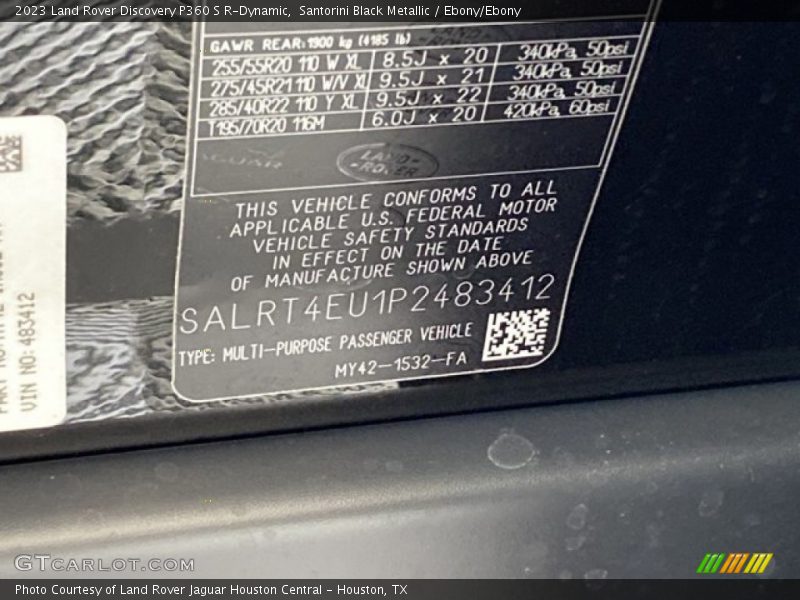 2023 Land Rover Discovery P360 S R-Dynamic, Santorini Black Metallic / Ebony/Ebony
GAWR REAR: 1900 kg (4185 lb)
255/55R20 110 W XL 8.5J x 20 340kPa, 50psi
275/45R21 110 W/V XL 9.5J x 21 340kPa, 50psi
285/40R22 110 Y XL 9.5J x 22 340kPa, 50psi
T195/70R20 116M 6.0J x 20 420kPa, 60psi
JAGUAR
LAND-
ROVER
THIS VEHICLE CONFORMS TO ALL
APPLICABLE U.S. FEDERAL MOTOR
VEHICLE SAFETY STANDARDS
IN EFFECT ON THE DATE
OF MANUFACTURE SHOWN ABOVE
SALRT4EU1P2483412
TYPE: MULTI-PURPOSE PASSENGER VEHICLE
MY42-1532-FA
VIN NO: 483412
GTCARLOT.COM
Photo Courtesy of Land Rover Jaguar Houston Central - Houston, TX